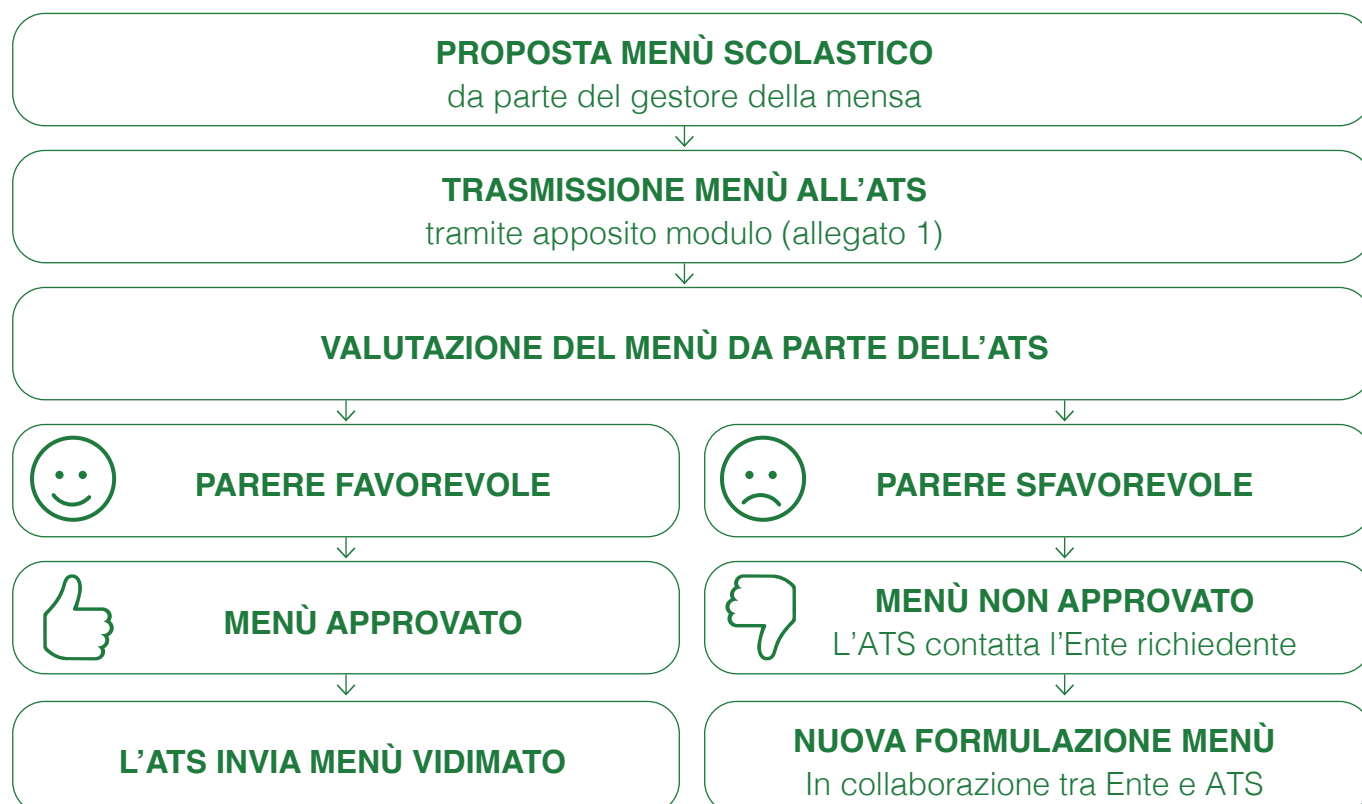 PROPOSTA MENÙ SCOLASTICO
da parte del gestore della mensa
TRASMISSIONE MENÙ ALL’ATS
tramite apposito modulo (allegato 1)
VALUTAZIONE DEL MENÙ DA PARTE DELL’ATS
PARERE FAVOREVOLE
PARERE SFAVOREVOLE
MENÙ APPROVATO
MENÙ NON APPROVATO
L’ATS contatta l’Ente richiedente
L’ATS INVIA MENÙ VIDIMATO
NUOVA FORMULAZIONE MENÙ
In collaborazione tra Ente e ATS